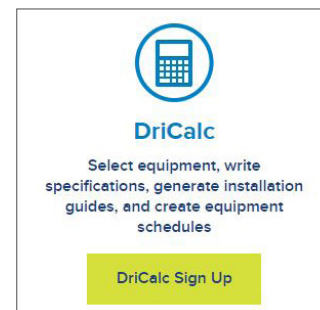 DriCalc
Select equipment, write
specifications, generate installation
guides, and create equipment
schedules
DriCalc Sign Up